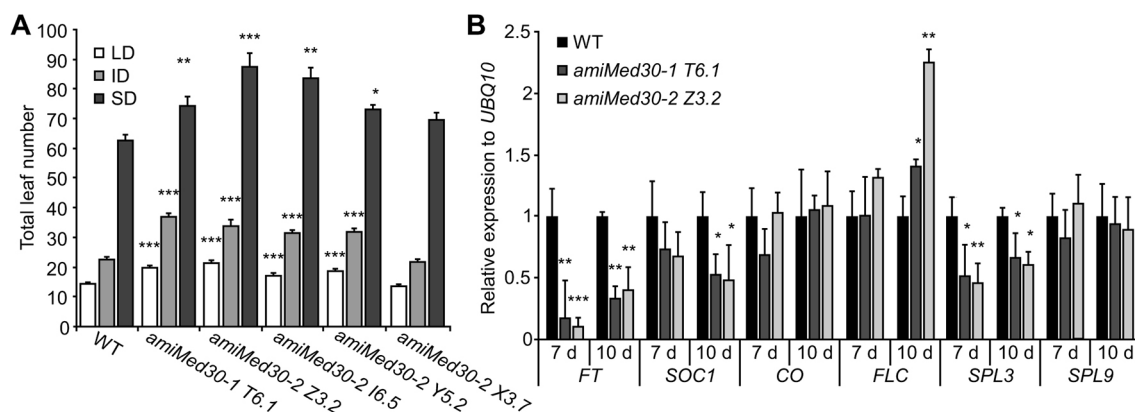 A
Total leaf number
100
90
80
70
60
50
40
30
20
10
0
LD
ID
SD
*** *** **
*** *** ***
*** *** **
*** *** *
WT
amiMed30-1 T6.1
amiMed30-2 Z3.2
amiMed30-2 I6.5
amiMed30-2 Y5.2
amiMed30-2 X3.7
B
Relative expression to UBQ10
2.5
2
1.5
1
0.5
0
WT
amiMed30-1 T6.1
amiMed30-2 Z3.2
** *** ** ** * * * ** * ** * *
7 d 10 d 7 d 10 d 7 d 10 d 7 d 10 d 7 d 10 d 7 d 10 d
FT SOC1 CO FLC SPL3 SPL9